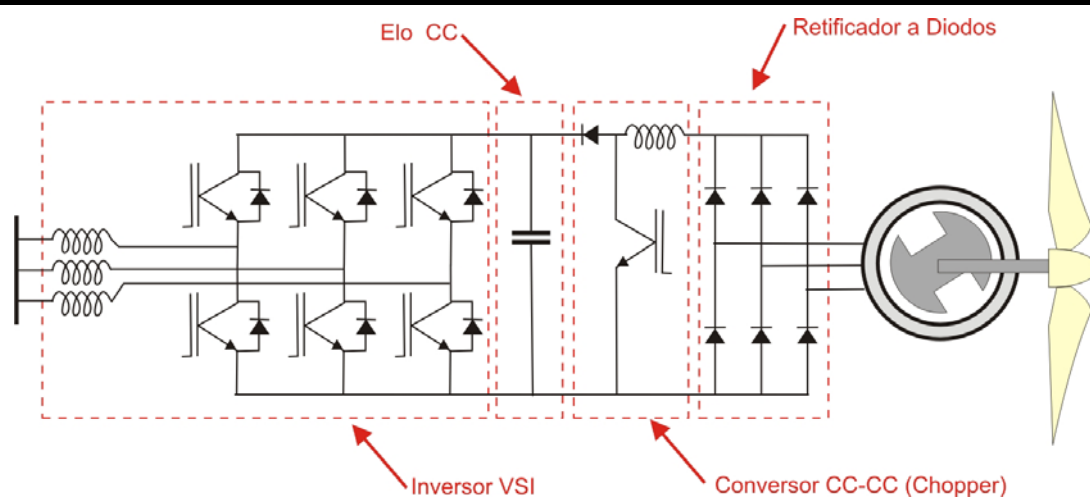 Elo CC
Retificador a Diodos
Inversor VSI
Conversor CC-CC (Chopper)